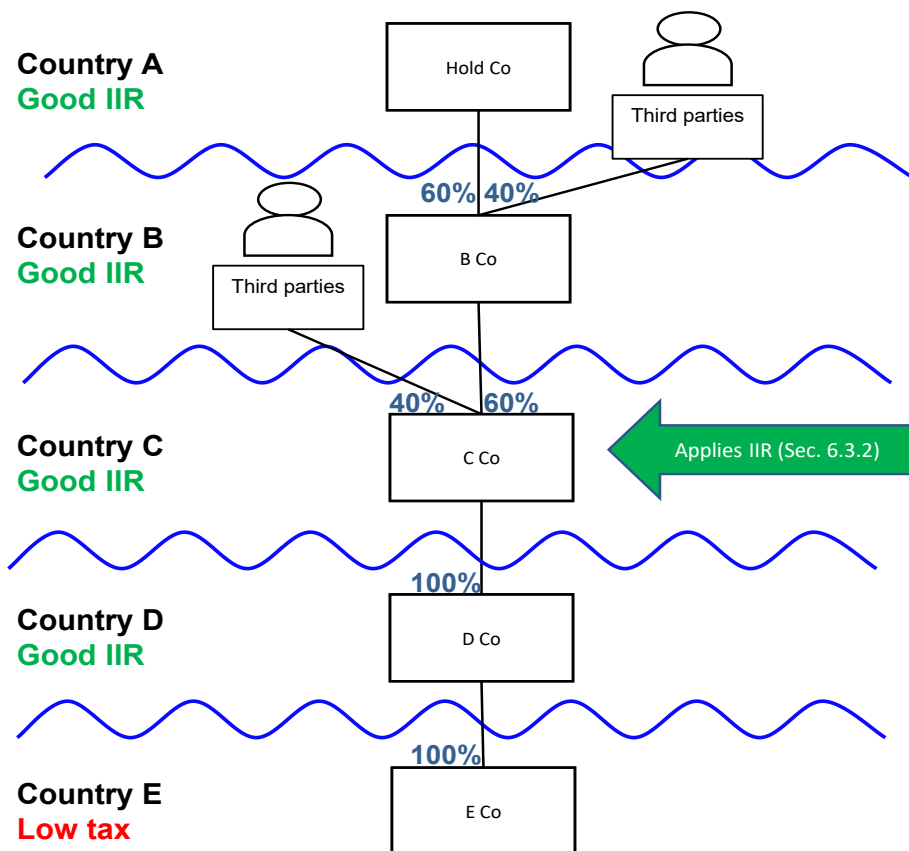 Country A
Good IIR
Hold Co
Third parties
60% 40%
Country B
Good IIR
Third parties
B Co
40% 60%
Country C
Good IIR
C Co
Applies IIR (Sec. 6.3.2)
100%
Country D
Good IIR
D Co
100%
Country E
Low tax
E Co